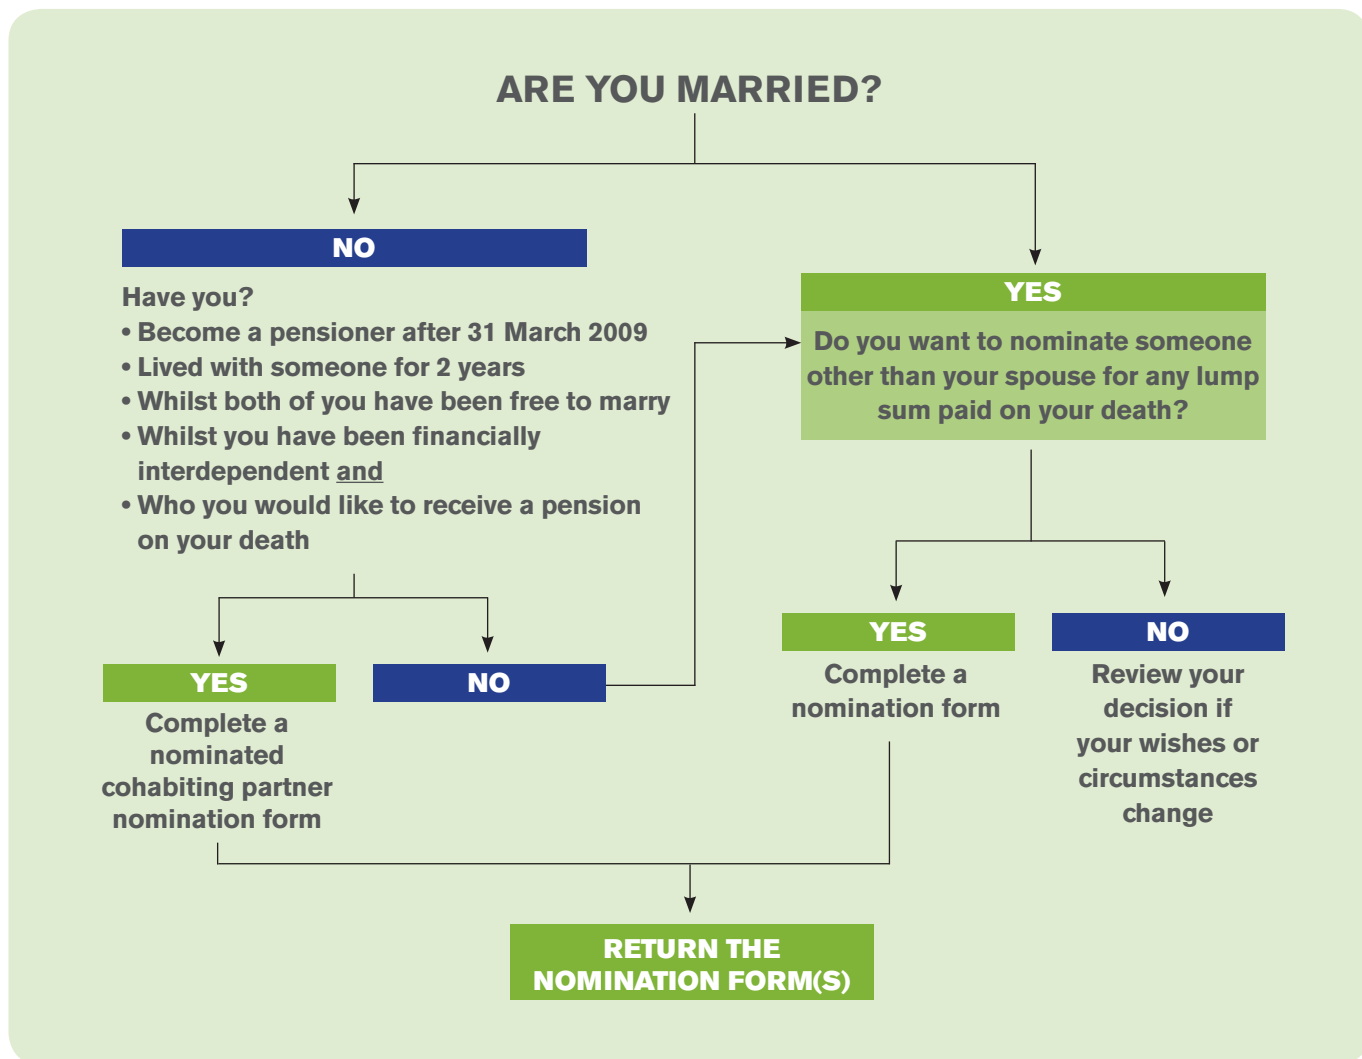 ARE YOU MARRIED?
NO
Have you?
• Become a pensioner after 31 March 2009
• Lived with someone for 2 years
• Whilst both of you have been free to marry
• Whilst you have been financially
interdependent and
• Who you would like to receive a pension
on your death
YES
Do you want to nominate someone
other than your spouse for any lump
sum paid on your death?
YES
Complete a
nominated
cohabiting partner
nomination form
NO
YES
Complete a
nomination form
NO
Review your
decision if
your wishes or
circumstances
change
RETURN THE
NOMINATION FORM(S)